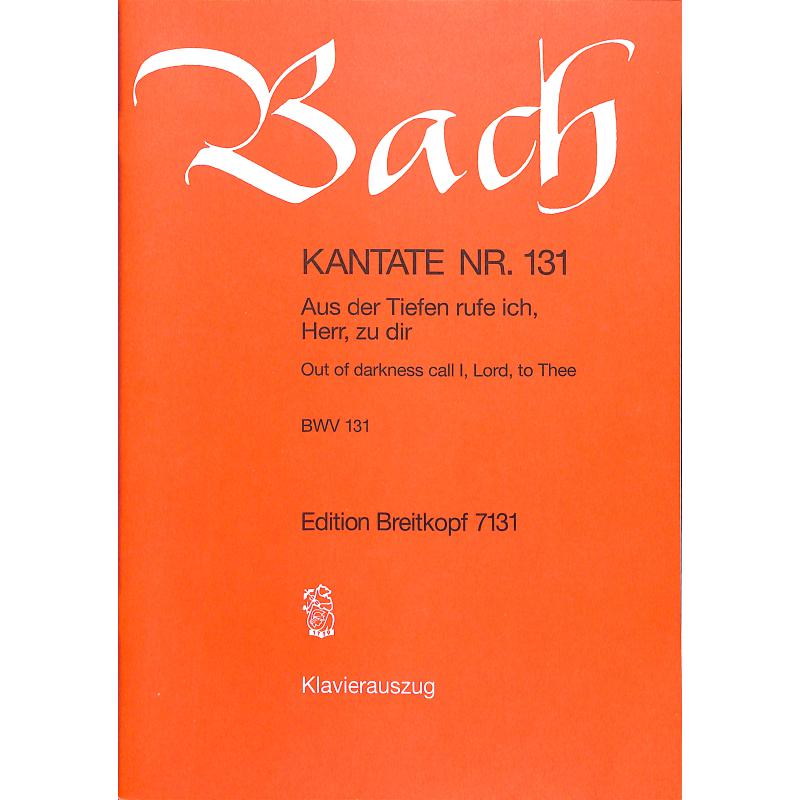 Bach
KANTATE NR. 131
Aus der Tiefen rufe ich,
Herr, zu dir
Out of darkness call I, Lord, to Thee
BWV 131
Edition Breitkopf 7131
1719
Klavierauszug